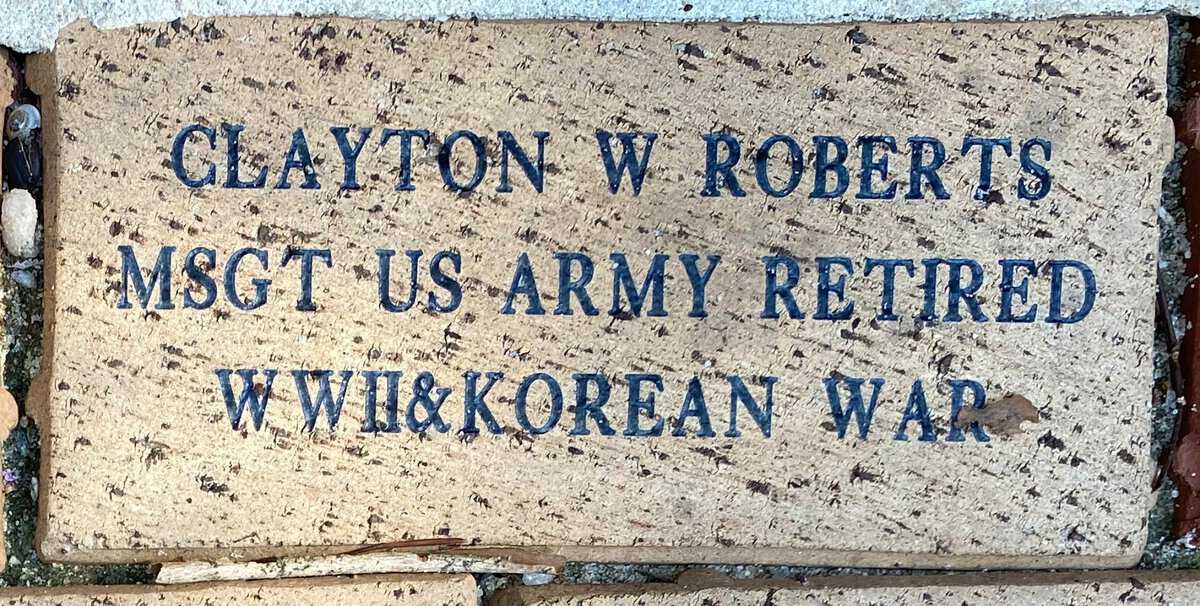 CLAYTON W ROBERTS
MSGT US ARMY RETIRED
WWII&KOREAN WAR